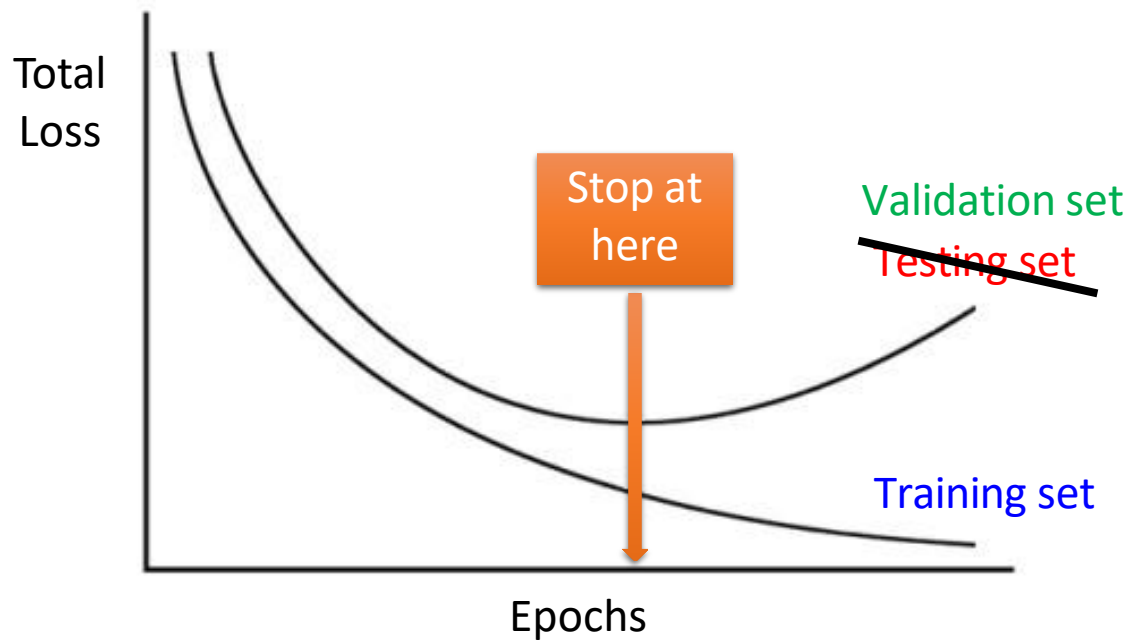 Total
Loss
Stop at
here
Validation set
Testing set
Training set
Epochs